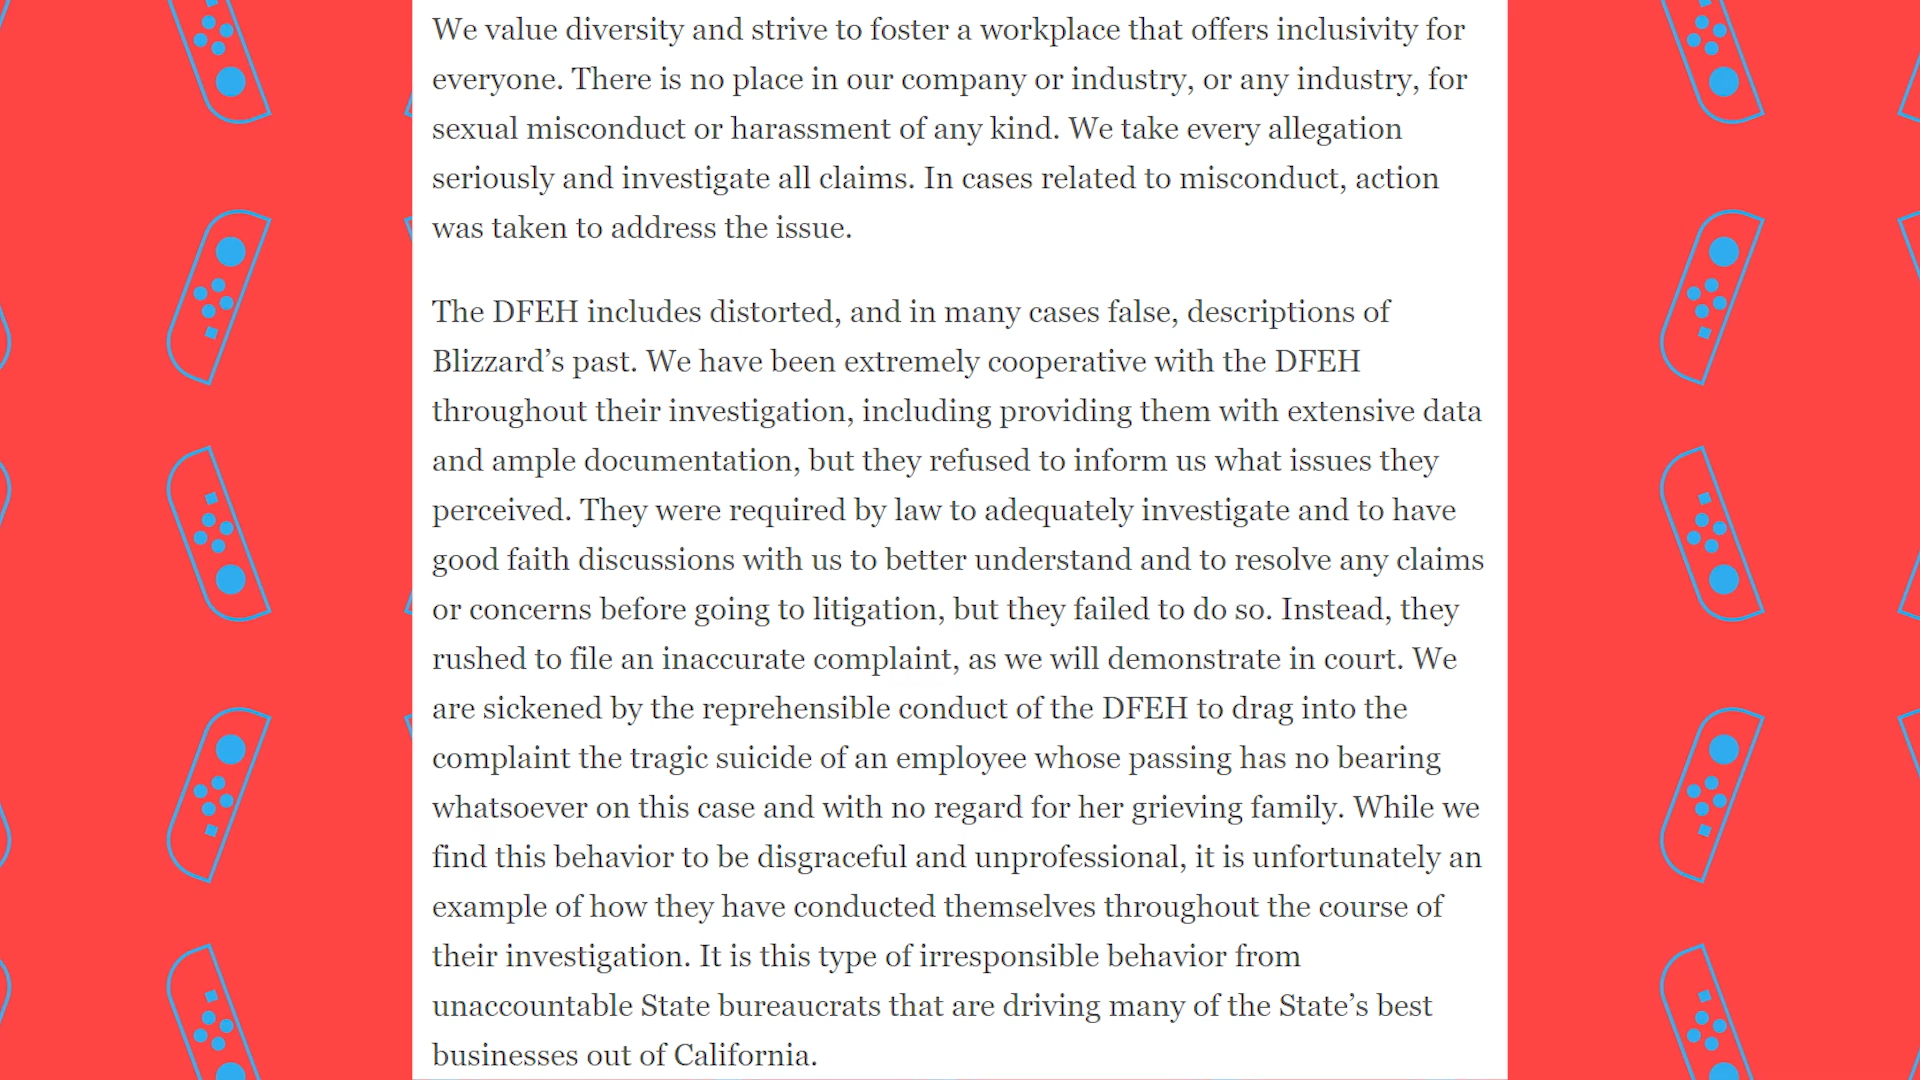 We value diversity and strive to foster a workplace that offers inclusivity for
everyone. There is no place in our company or industry, or any industry, for
sexual misconduct or harassment of any kind. We take every allegation
seriously and investigate all claims. In cases related to misconduct, action
was taken to address the issue.
The DFEH includes distorted, and in many cases false, descriptions of
Blizzard’s past. We have been extremely cooperative with the DFEH
throughout their investigation, including providing them with extensive data
and ample documentation, but they refused to inform us what issues they
perceived. They were required by law to adequately investigate and to have
good faith discussions with us to better understand and to resolve any claims
or concerns before going to litigation, but they failed to do so. Instead, they
rushed to file an inaccurate complaint, as we will demonstrate in court. We
are sickened by the reprehensible conduct of the DFEH to drag into the
complaint the tragic suicide of an employee whose passing has no bearing
whatsoever on this case and with no regard for her grieving family. While we
find this behavior to be disgraceful and unprofessional, it is unfortunately an
example of how they have conducted themselves throughout the course of
their investigation. It is this type of irresponsible behavior from
unaccountable State bureaucrats that are driving many of the State’s best
businesses out of California.